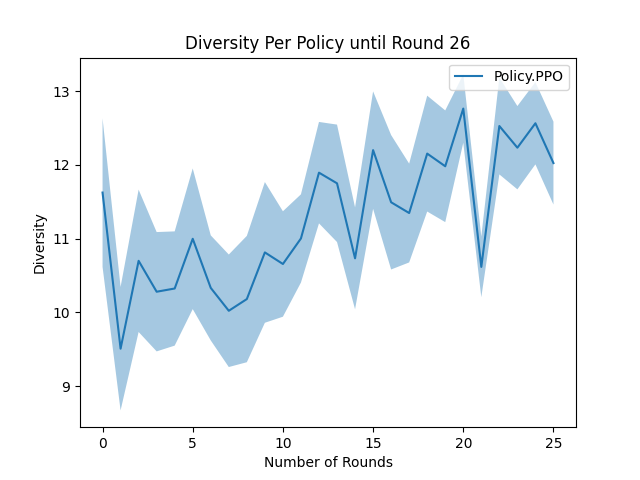 Diversity Per Policy until Round 26
Policy.PPO
13
12
11
10
9
Diversity
0 5 10 15 20 25
Number of Rounds